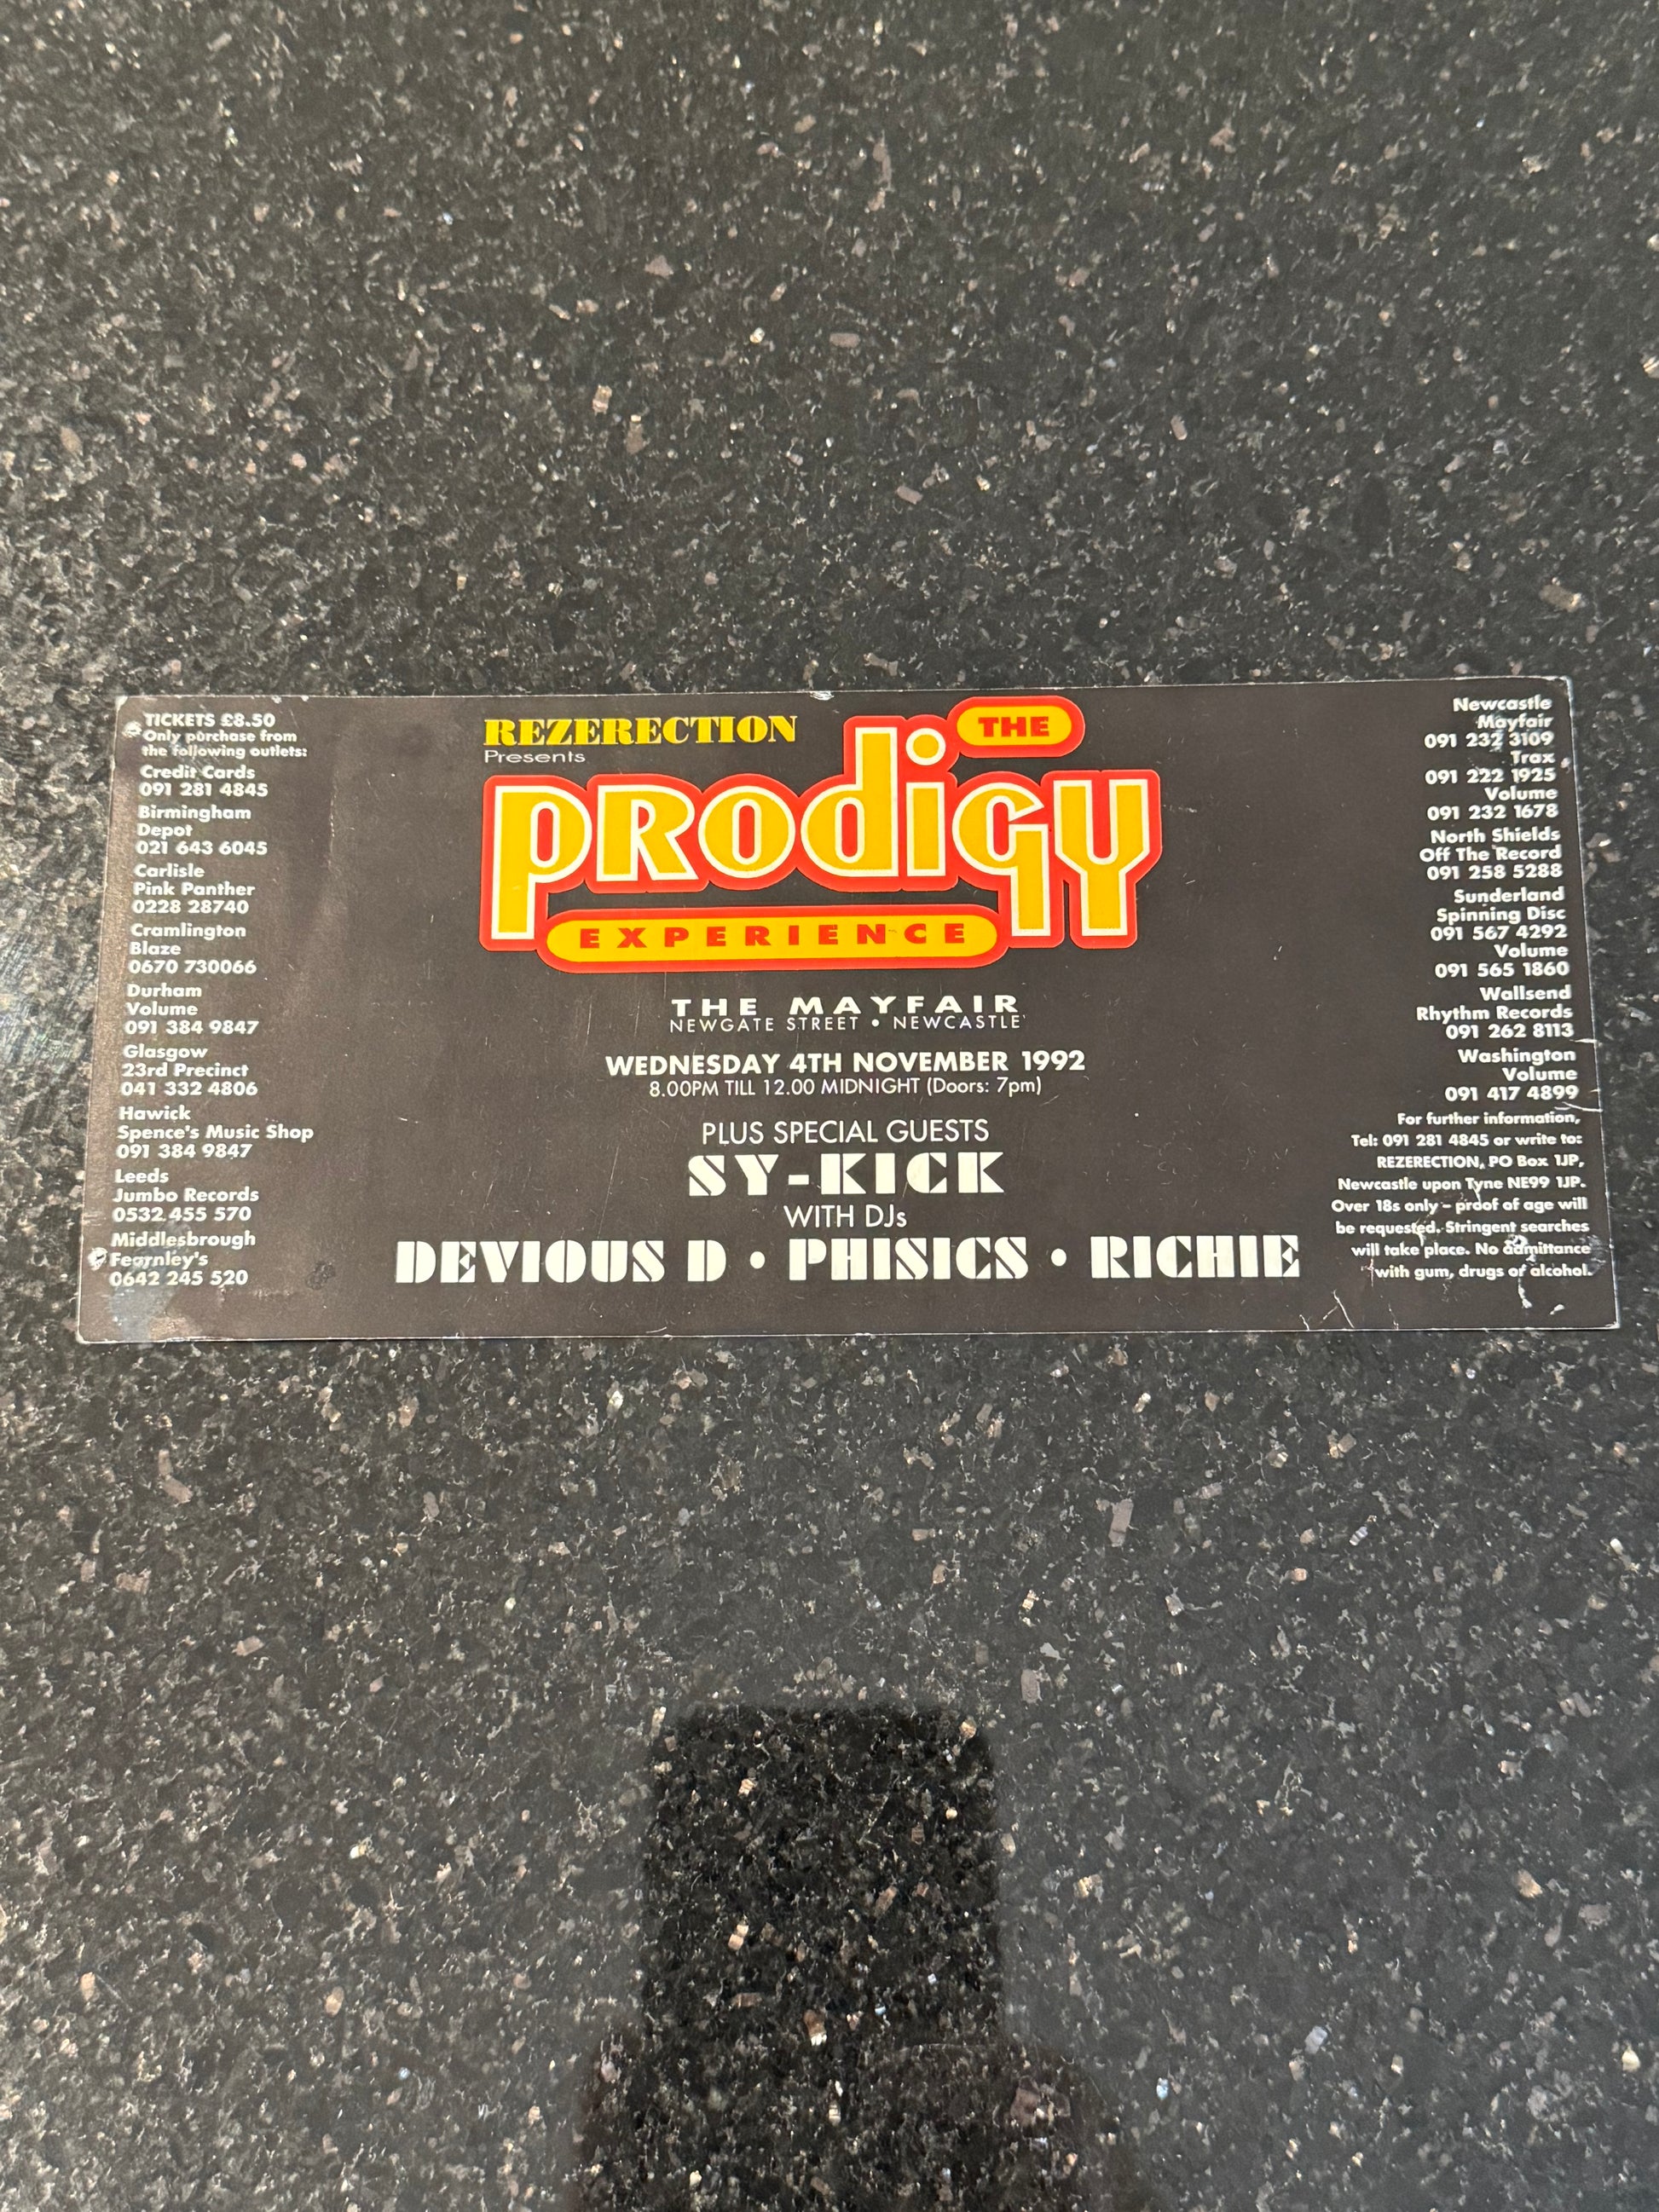 TICKETS £8.50
Only purchase from
the following outlets:
Credit Cards
091 281 4845
Birmingham
Depot
021 643 6045
Carlisle
Pink Panther
0228 28740
Cramlington
Blaze
0670 730066
Durham
Volume
091 384 9847
Glasgow
23rd Precinct
041 332 4806
Hawick
Spence's Music Shop
091 384 9847
Leeds
Jumbo Records
0532 455 570
Middlesbrough
Fearnley's
0642 245 520
REZERECTION
Presents
THE
PRODIGY
EXPERIENCE
THE MAYFAIR
NEWGATE STREET • NEWCASTLE
WEDNESDAY 4TH NOVEMBER 1992
8.00PM TILL 12.00 MIDNIGHT (Doors: 7pm)
PLUS SPECIAL GUESTS
SY-KICK
WITH DJs
DEVIOUS D • PHISICS • RICHIE
Newcastle
Mayfair
091 232 3109
Trax
091 222 1925
Volume
091 232 1678
North Shields
Off The Record
091 258 5288
Sunderland
Spinning Disc
091 567 4292
Volume
091 565 1860
Wallsend
Rhythm Records
091 262 8113
Washington
Volume
091 417 4899
For further information,
Tel: 091 281 4845 or write to:
REZERECTION, PO Box 1JP,
Newcastle upon Tyne NE99 1JP.
Over 18s only – proof of age will
be requested. Stringent searches
will take place. No admittance
with gum, drugs or alcohol.